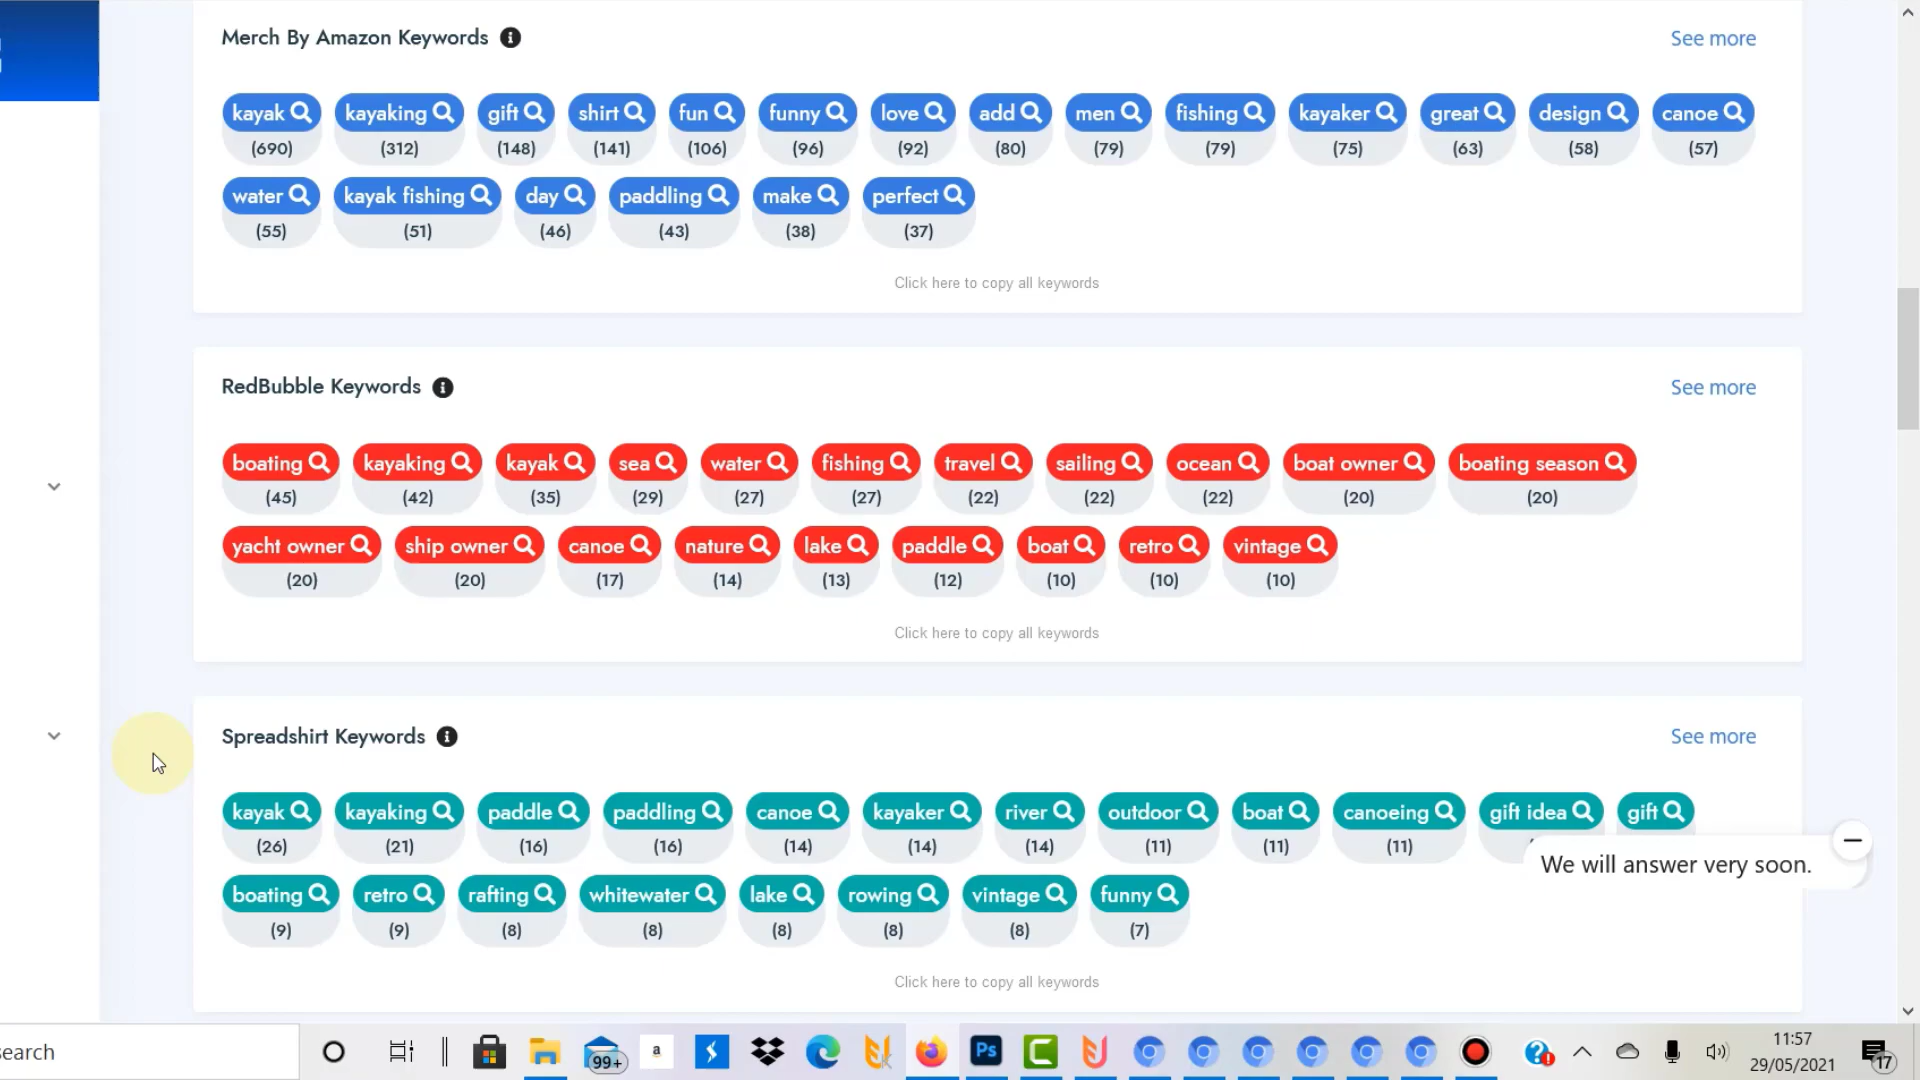 Merch By Amazon Keywords
See more
kayak kayaking gift shirt fun funny love add men fishing kayaker great design canoe
(690) (312) (148) (141) (106) (96) (92) (80) (79) (79) (75) (63) (58) (57)
water kayak fishing day paddling make perfect
(55) (51) (46) (43) (38) (37)
Click here to copy all keywords
RedBubble Keywords
See more
boating kayaking kayak sea water fishing travel sailing ocean boat owner boating season
(45) (42) (35) (29) (27) (27) (22) (22) (22) (20) (20)
yacht owner ship owner canoe nature lake paddle boat retro vintage
(20) (20) (17) (14) (13) (12) (10) (10) (10)
Click here to copy all keywords
Spreadshirt Keywords
See more
kayak kayaking paddle paddling canoe kayaker river outdoor boat canoeing gift idea gift
(26) (21) (16) (16) (14) (14) (14) (11) (11) (11)
We will answer very soon.
boating retro rafting whitewater lake rowing vintage funny
(9) (9) (8) (8) (8) (8) (8) (7)
Click here to copy all keywords
earch
99+
a
Ps
11:57
29/05/2021
17